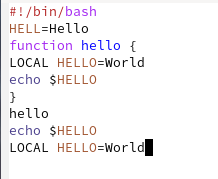 #!/bin/bash
HELL=Hello
function hello {
LOCAL HELLO=World
echo $HELLO
}
hello
echo $HELLO
LOCAL HELLO=World